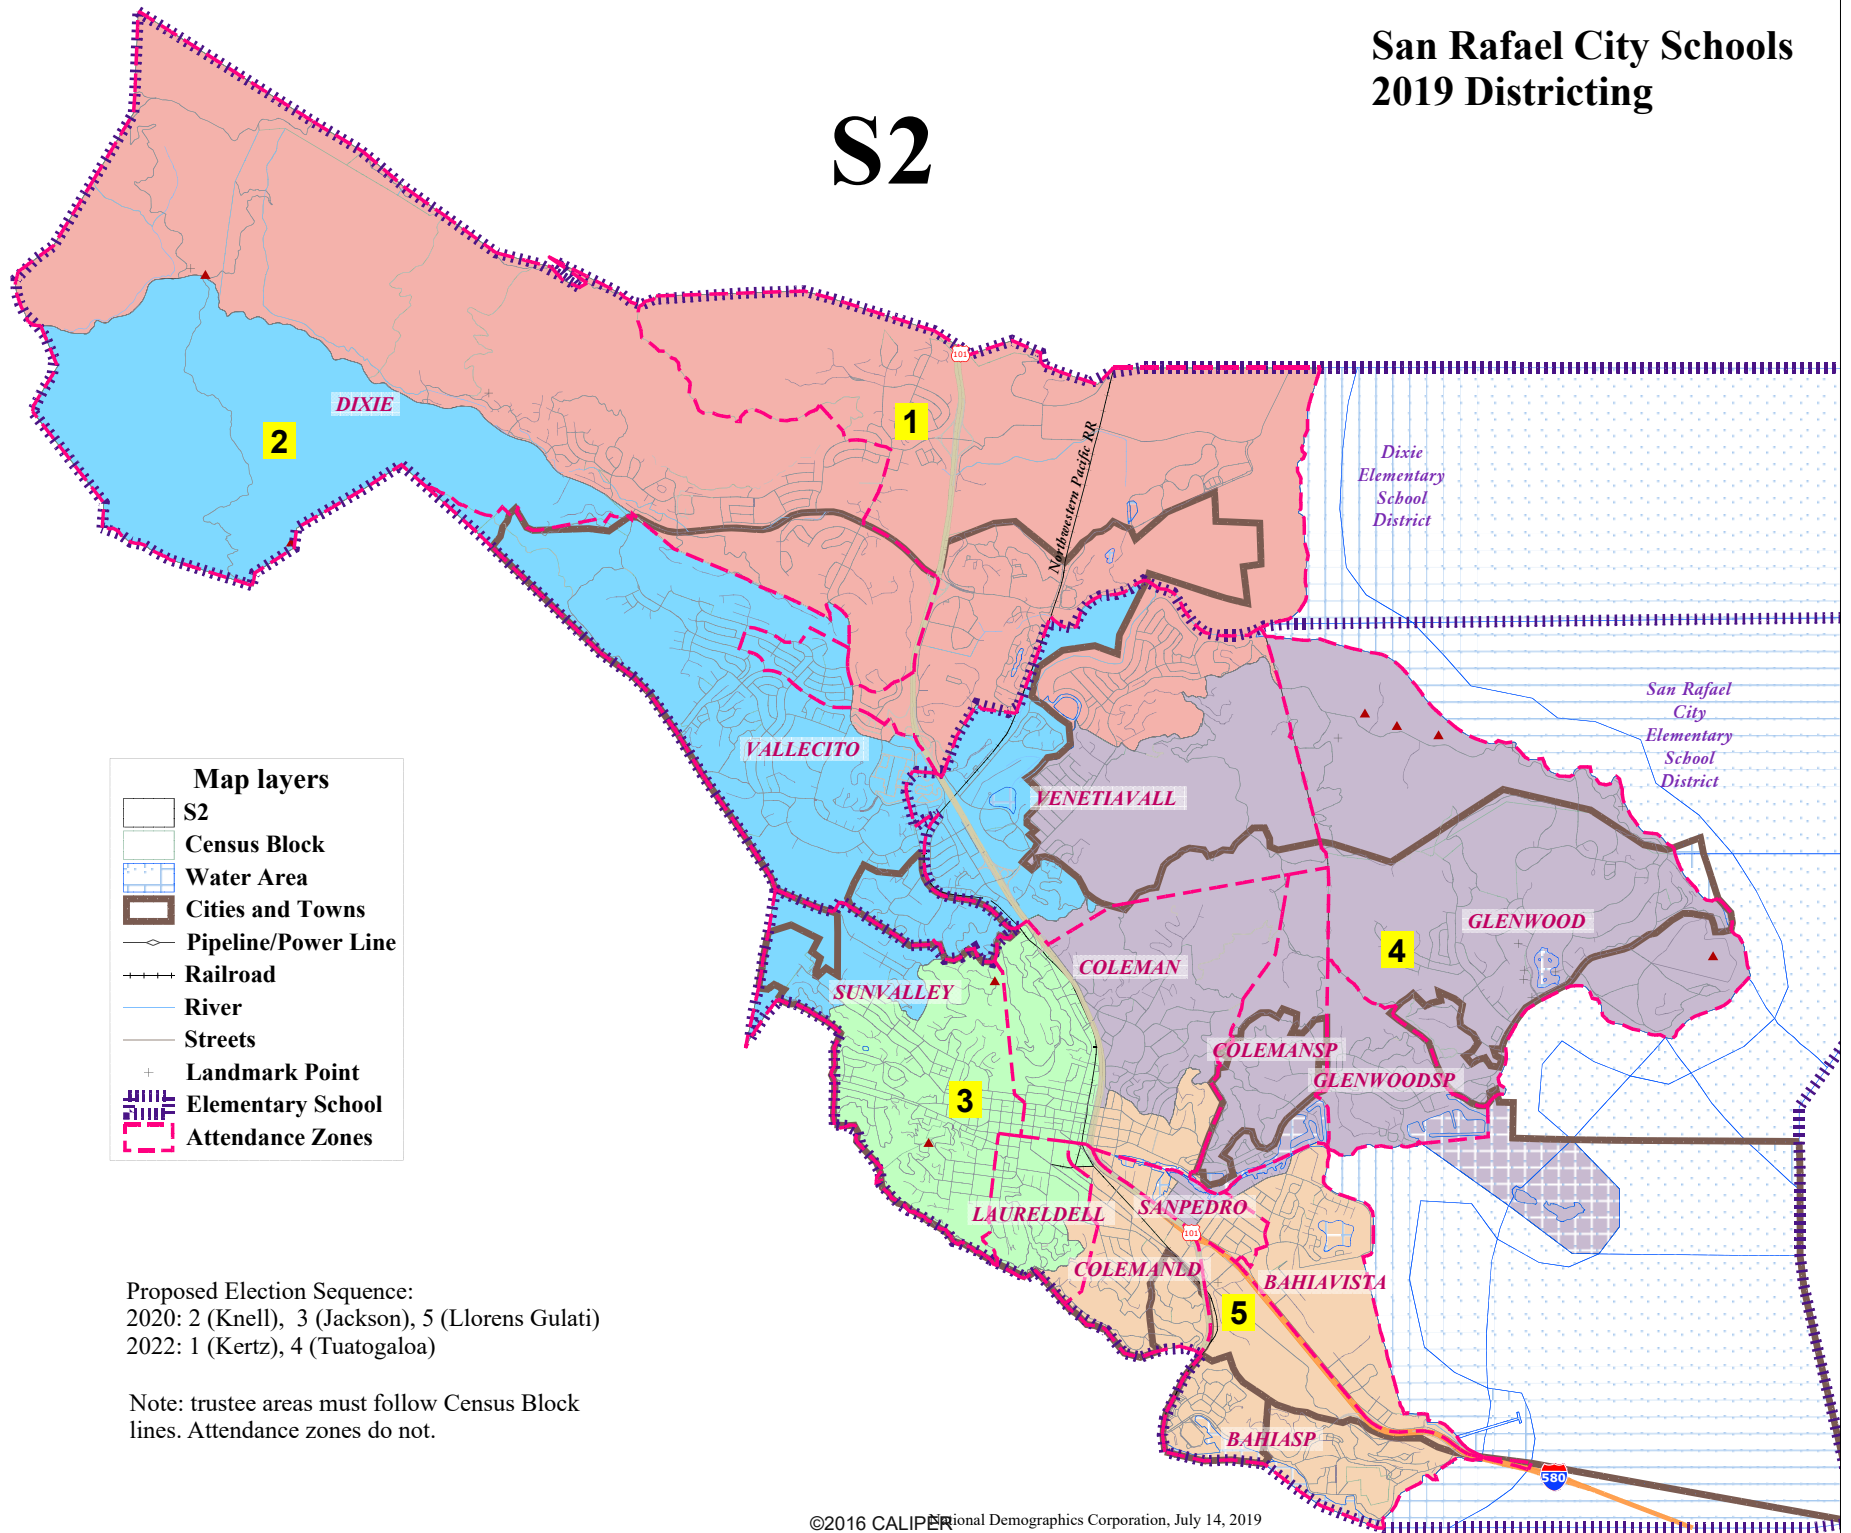 San Rafael City Schools
2019 Districting
S2
101
1
DIXIE
2
Northwestern Pacific RR
Dixie
Elementary
School
District
San Rafael
City
Elementary
School
District
VALLECITO
VENETIAVALL
GLENWOOD
4
COLEMAN
SUNVALLEY
COLEMANSP
GLENWOODSP
3
LAURELDELL
SANPEDRO
101
COLEMANLD
BAHIAVISTA
5
BAHIASP
580
Map layers
S2
Census Block
Water Area
Cities and Towns
Pipeline/Power Line
Railroad
River
Streets
Landmark Point
Elementary School
Attendance Zones
Proposed Election Sequence:
2020: 2 (Knell), 3 (Jackson), 5 (Llorens Gulati)
2022: 1 (Kertz), 4 (Tuatogaloa)
Note: trustee areas must follow Census Block
lines. Attendance zones do not.
©2016 CALIPER
National Demographics Corporation, July 14, 2019